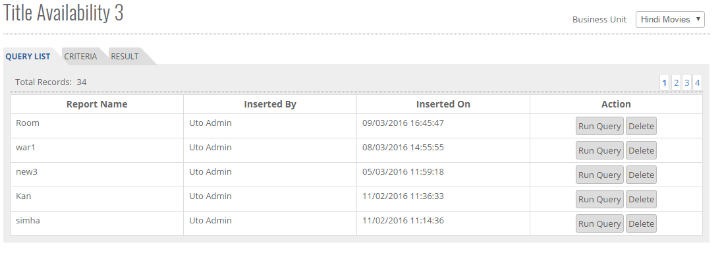 Title Availability 3
Business Unit Hindi Movies
QUERY LIST CRITERIA RESULT
Total Records: 34 1 2 3 4
Report Name Inserted By Inserted On Action
Room Uto Admin 09/03/2016 16:45:47 Run Query Delete
war1 Uto Admin 08/03/2016 14:55:55 Run Query Delete
new3 Uto Admin 05/03/2016 11:59:18 Run Query Delete
Kan Uto Admin 11/02/2016 11:36:33 Run Query Delete
simha Uto Admin 11/02/2016 11:14:36 Run Query Delete